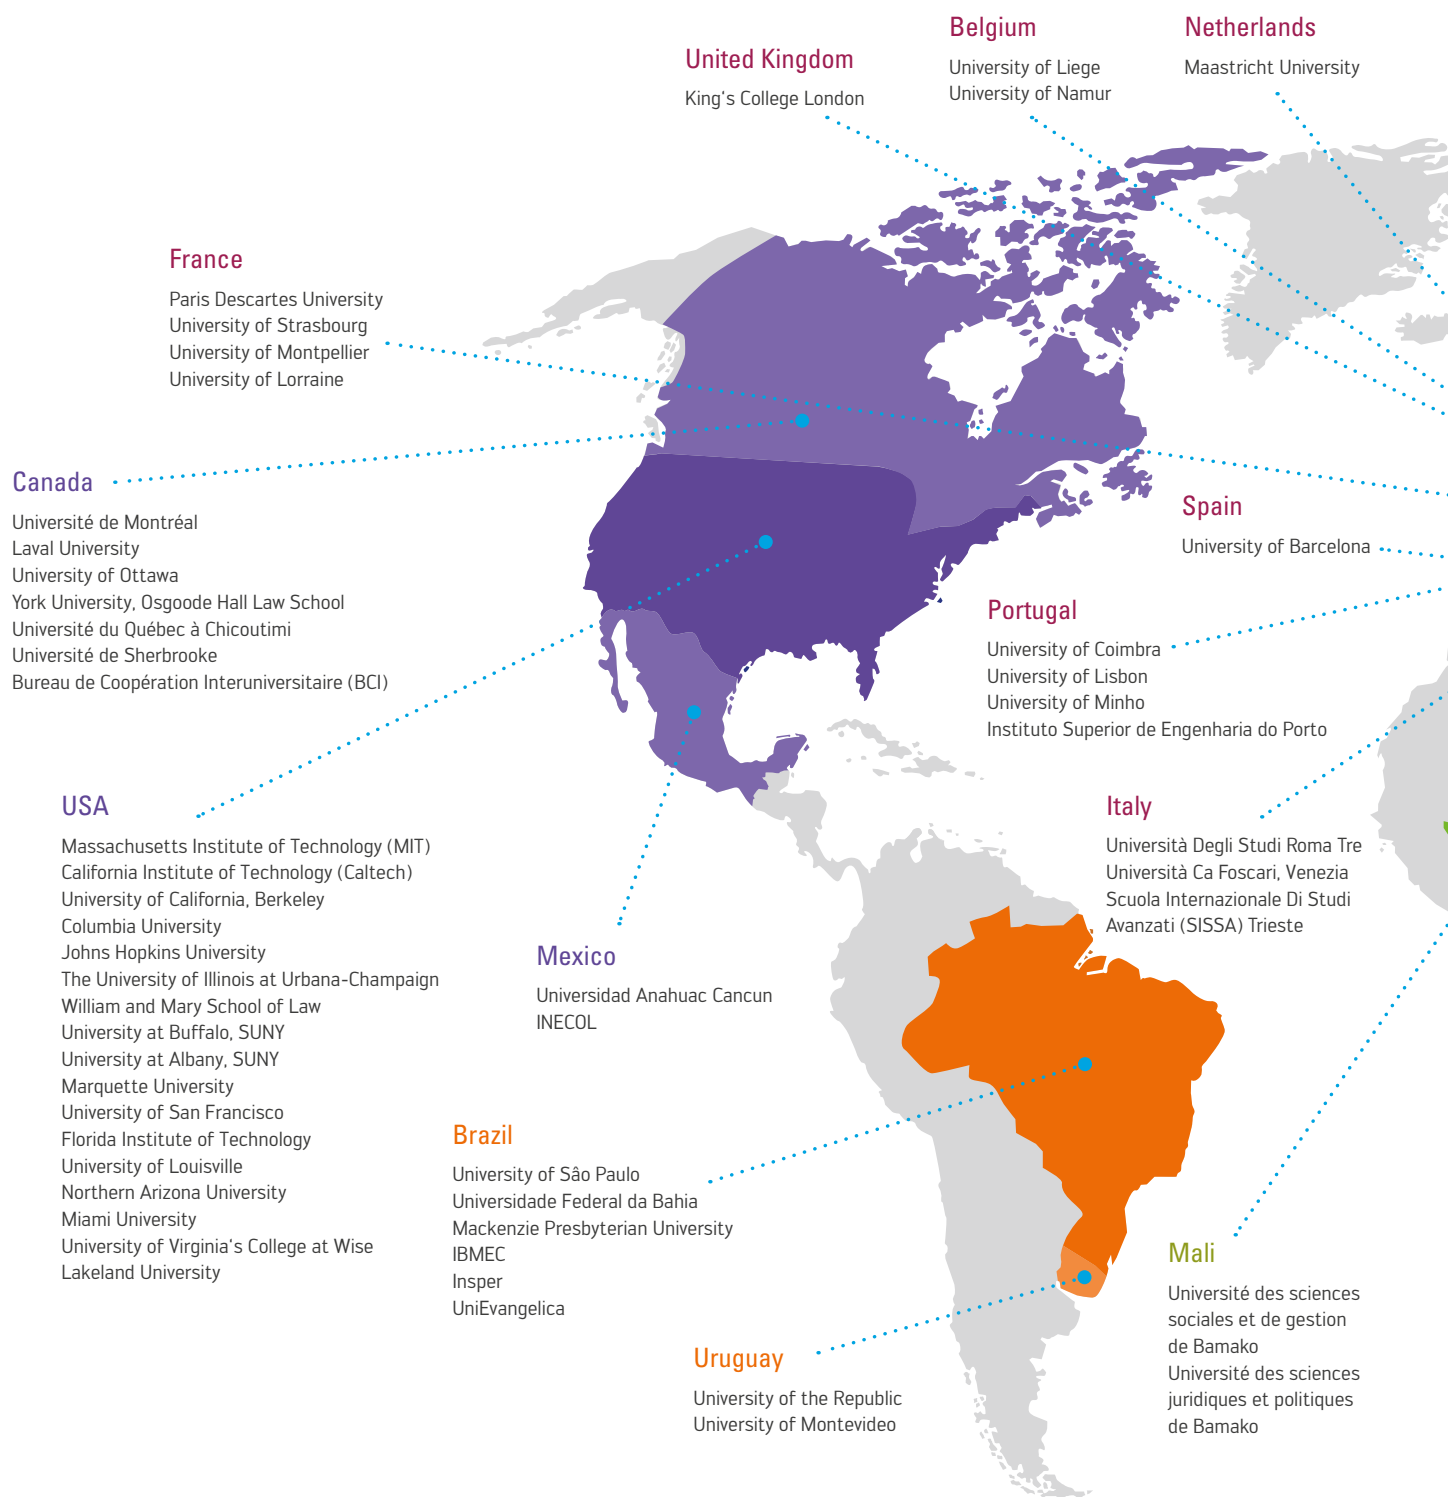 Belgium
University of Liege
University of Namur
Netherlands
Maastricht University
United Kingdom
King's College London
France
Paris Descartes University
University of Strasbourg
University of Montpellier
University of Lorraine
Canada
Université de Montréal
Laval University
University of Ottawa
York University, Osgoode Hall Law School
Université du Québec à Chicoutimi
Université de Sherbrooke
Bureau de Coopération Interuniversitaire (BCI)
Spain
University of Barcelona
Portugal
University of Coimbra
University of Lisbon
University of Minho
Instituto Superior de Engenharia do Porto
USA
Massachusetts Institute of Technology (MIT)
California Institute of Technology (Caltech)
University of California, Berkeley
Columbia University
Johns Hopkins University
The University of Illinois at Urbana-Champaign
William and Mary School of Law
University at Buffalo, SUNY
University at Albany, SUNY
Marquette University
University of San Francisco
Florida Institute of Technology
University of Louisville
Northern Arizona University
Miami University
University of Virginia‘s College at Wise
Lakeland University
Italy
Università Degli Studi Roma Tre
Università Ca Foscari, Venezia
Scuola Internazionale Di Studi
Avanzati (SISSA) Trieste
Mexico
Universidad Anahuac Cancun
INECOL
Brazil
University of Sâo Paulo
Universidade Federal da Bahia
Mackenzie Presbyterian University
IBMEC
Insper
UniEvangelica
Mali
Université des sciences
sociales et de gestion
de Bamako
Université des sciences
juridiques et politiques
de Bamako
Uruguay
University of the Republic
University of Montevideo